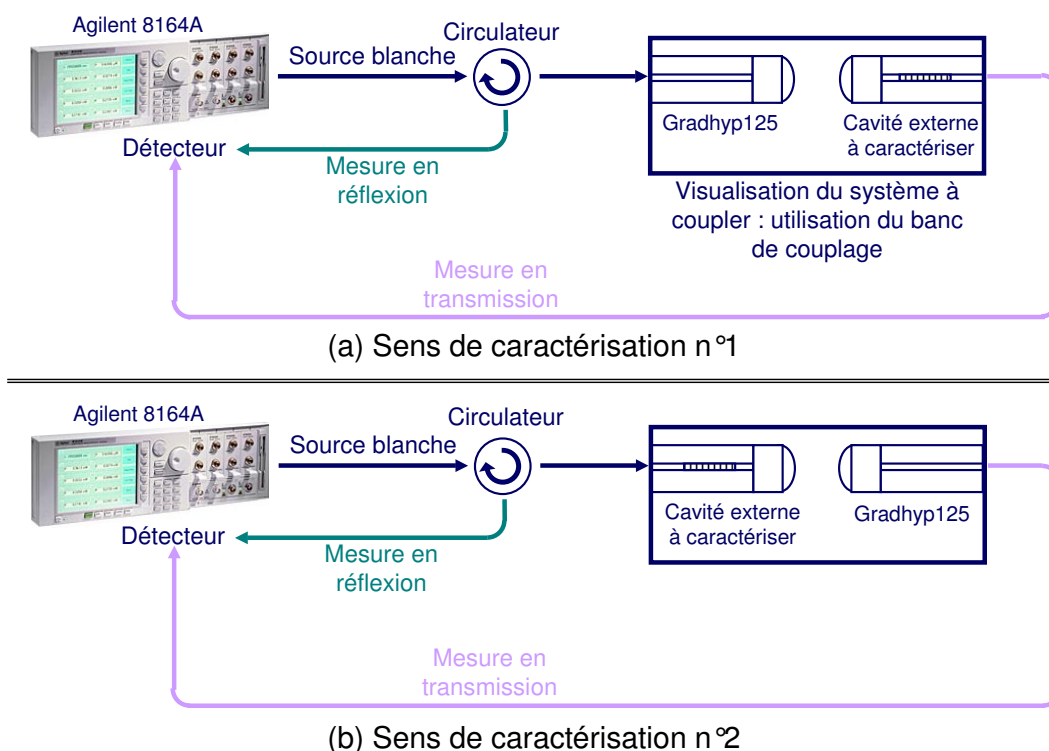 Agilent 8164A
Circulateur
Source blanche
Gradhyp125
Cavité externe
à caractériser
Détecteur
Mesure en
réflexion
Visualisation du système à
coupler : utilisation du banc
de couplage
Mesure en
transmission
(a) Sens de caractérisation n°1
Agilent 8164A
Circulateur
Source blanche
Cavité externe
à caractériser
Gradhyp125
Détecteur
Mesure en
réflexion
Mesure en
transmission
(b) Sens de caractérisation n°2